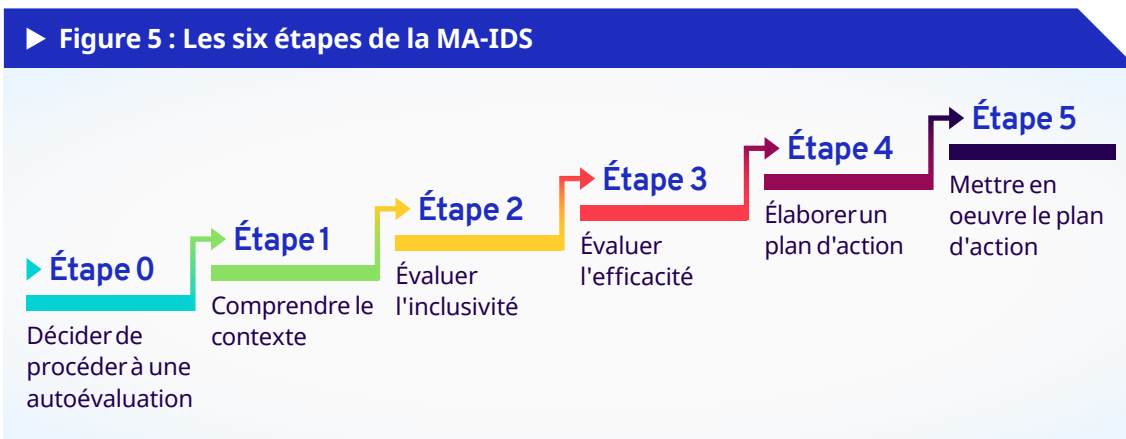 Figure 5 : Les six étapes de la MA-IDS
Étape 0
Décider de
procéder à une
autoévaluation
Étape 1
Comprendre le
contexte
Étape 2
Évaluer
l'inclusivité
Étape 3
Évaluer
l'efficacité
Étape 4
Élaborer un
plan d'action
Étape 5
Mettre en
oeuvre le plan
d'action